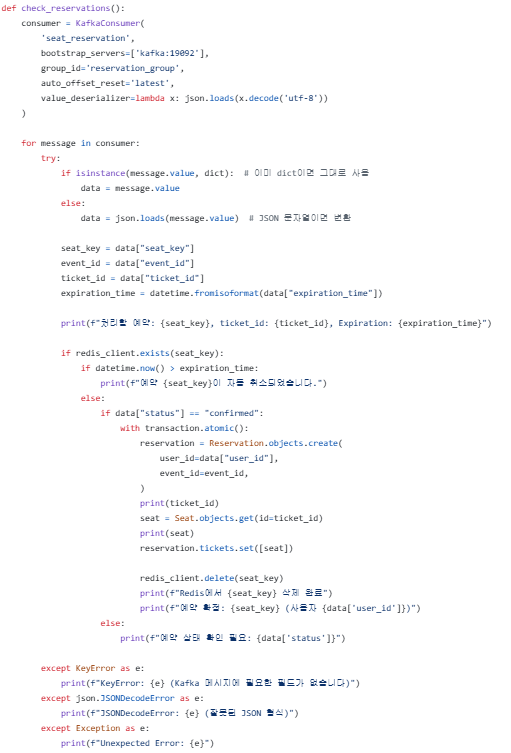 def check_reservations():
    consumer = KafkaConsumer(
        'seat_reservation',
        bootstrap_servers=['kafka:19092'],
        group_id='reservation_group',
        auto_offset_reset='latest',
        value_deserializer=lambda x: json.loads(x.decode('utf-8'))
    )

    for message in consumer:
        try:
            if isinstance(message.value, dict):  # 이미 dict이면 그대로 사용
                data = message.value
            else:
                data = json.loads(message.value)  # JSON 문자열이면 변환

            seat_key = data["seat_key"]
            event_id = data["event_id"]
            ticket_id = data["ticket_id"]
            expiration_time = datetime.fromisoformat(data["expiration_time"])

            print(f"처리할 예약: {seat_key}, ticket_id: {ticket_id}, Expiration: {expiration_time}")

            if redis_client.exists(seat_key):
                if datetime.now() > expiration_time:
                    print(f"예약 {seat_key}이 자동 취소되었습니다.")
                else:
                    if data["status"] == "confirmed":
                        with transaction.atomic():
                            reservation = Reservation.objects.create(
                                user_id=data["user_id"],
                                event_id=event_id,
                            )
                            print(ticket_id)
                            seat = Seat.objects.get(id=ticket_id)
                            print(seat)
                            reservation.tickets.set([seat])

                            redis_client.delete(seat_key)
                            print(f"Redis에서 {seat_key} 삭제 완료")
                            print(f"예약 확정: {seat_key} (사용자 {data['user_id']})")
                    else:
                        print(f"예약 상태 확인 필요: {data['status']}")

        except KeyError as e:
            print(f"KeyError: {e} (Kafka 메시지에 필요한 필드가 없습니다)")
        except json.JSONDecodeError as e:
            print(f"JSONDecodeError: {e} (잘못된 JSON 형식)")
        except Exception as e:
            print(f"Unexpected Error: {e}")